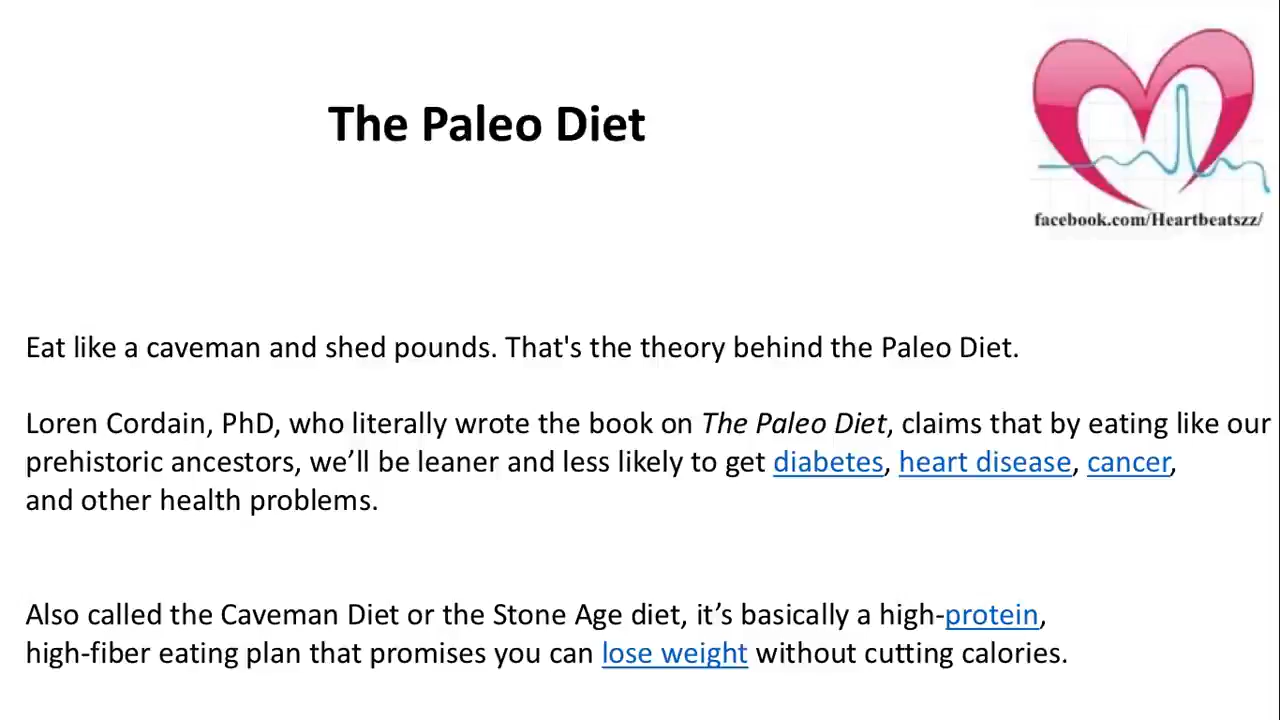 The Paleo Diet
facebook.com/Heartbeatszz/
Eat like a caveman and shed pounds. That's the theory behind the Paleo Diet.
Loren Cordain, PhD, who literally wrote the book on The Paleo Diet, claims that by eating like our
prehistoric ancestors, we’ll be leaner and less likely to get diabetes, heart disease, cancer,
and other health problems.
Also called the Caveman Diet or the Stone Age diet, it’s basically a high-protein,
high-fiber eating plan that promises you can lose weight without cutting calories.